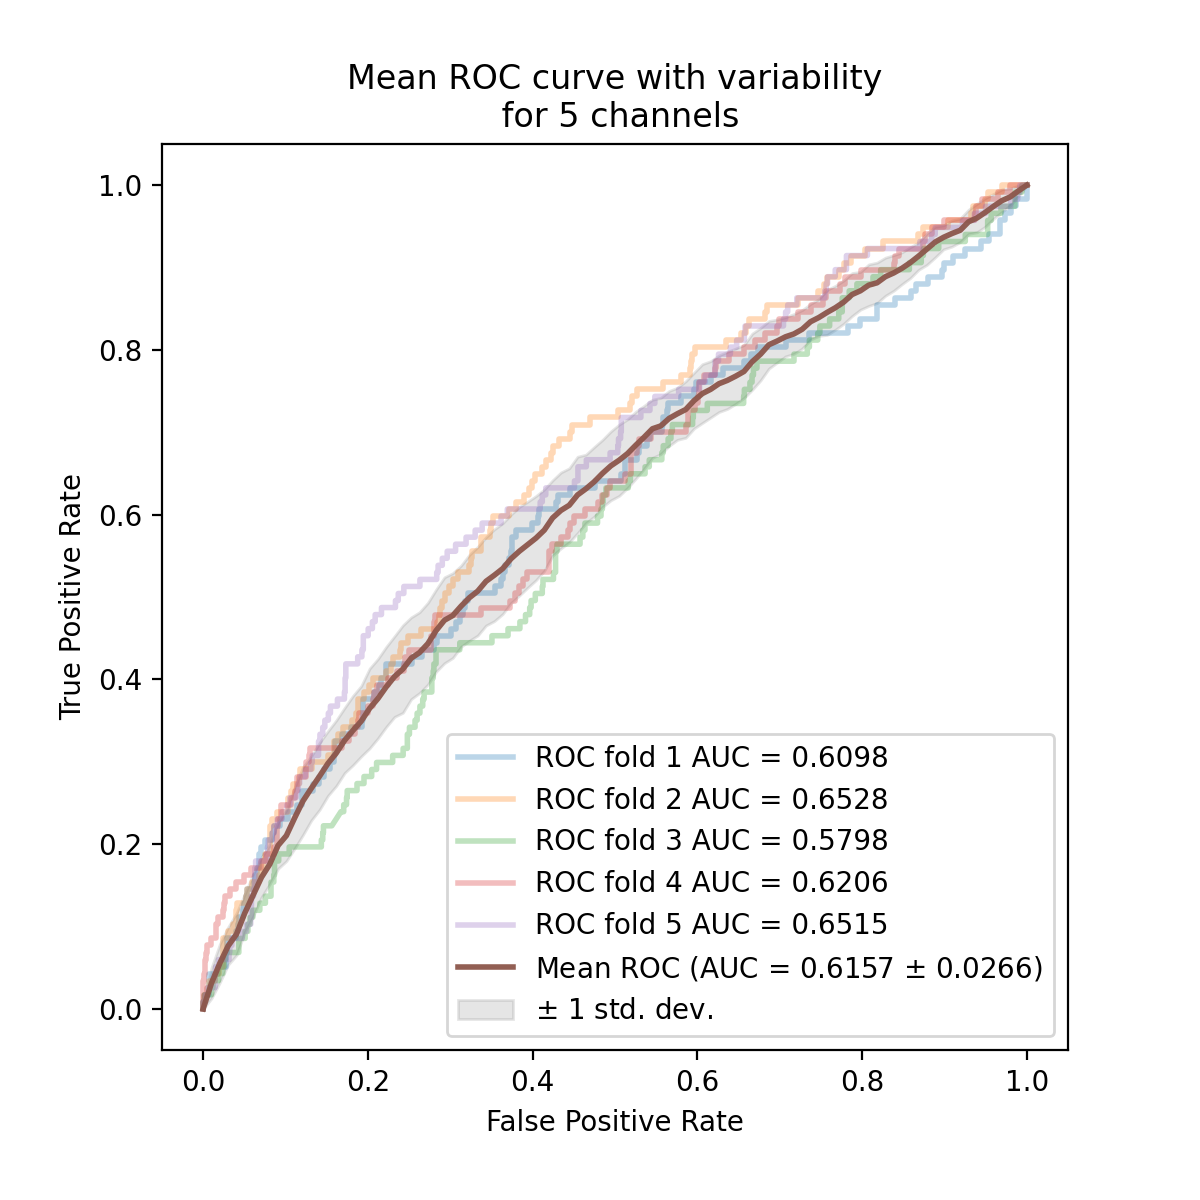 Mean ROC curve with variability
for 5 channels
True Positive Rate
1.0
0.8
0.6
0.4
0.2
0.0
ROC fold 1 AUC = 0.6098
ROC fold 2 AUC = 0.6528
ROC fold 3 AUC = 0.5798
ROC fold 4 AUC = 0.6206
ROC fold 5 AUC = 0.6515
Mean ROC (AUC = 0.6157 ± 0.0266)
± 1 std. dev.
0.0 0.2 0.4 0.6 0.8 1.0
False Positive Rate